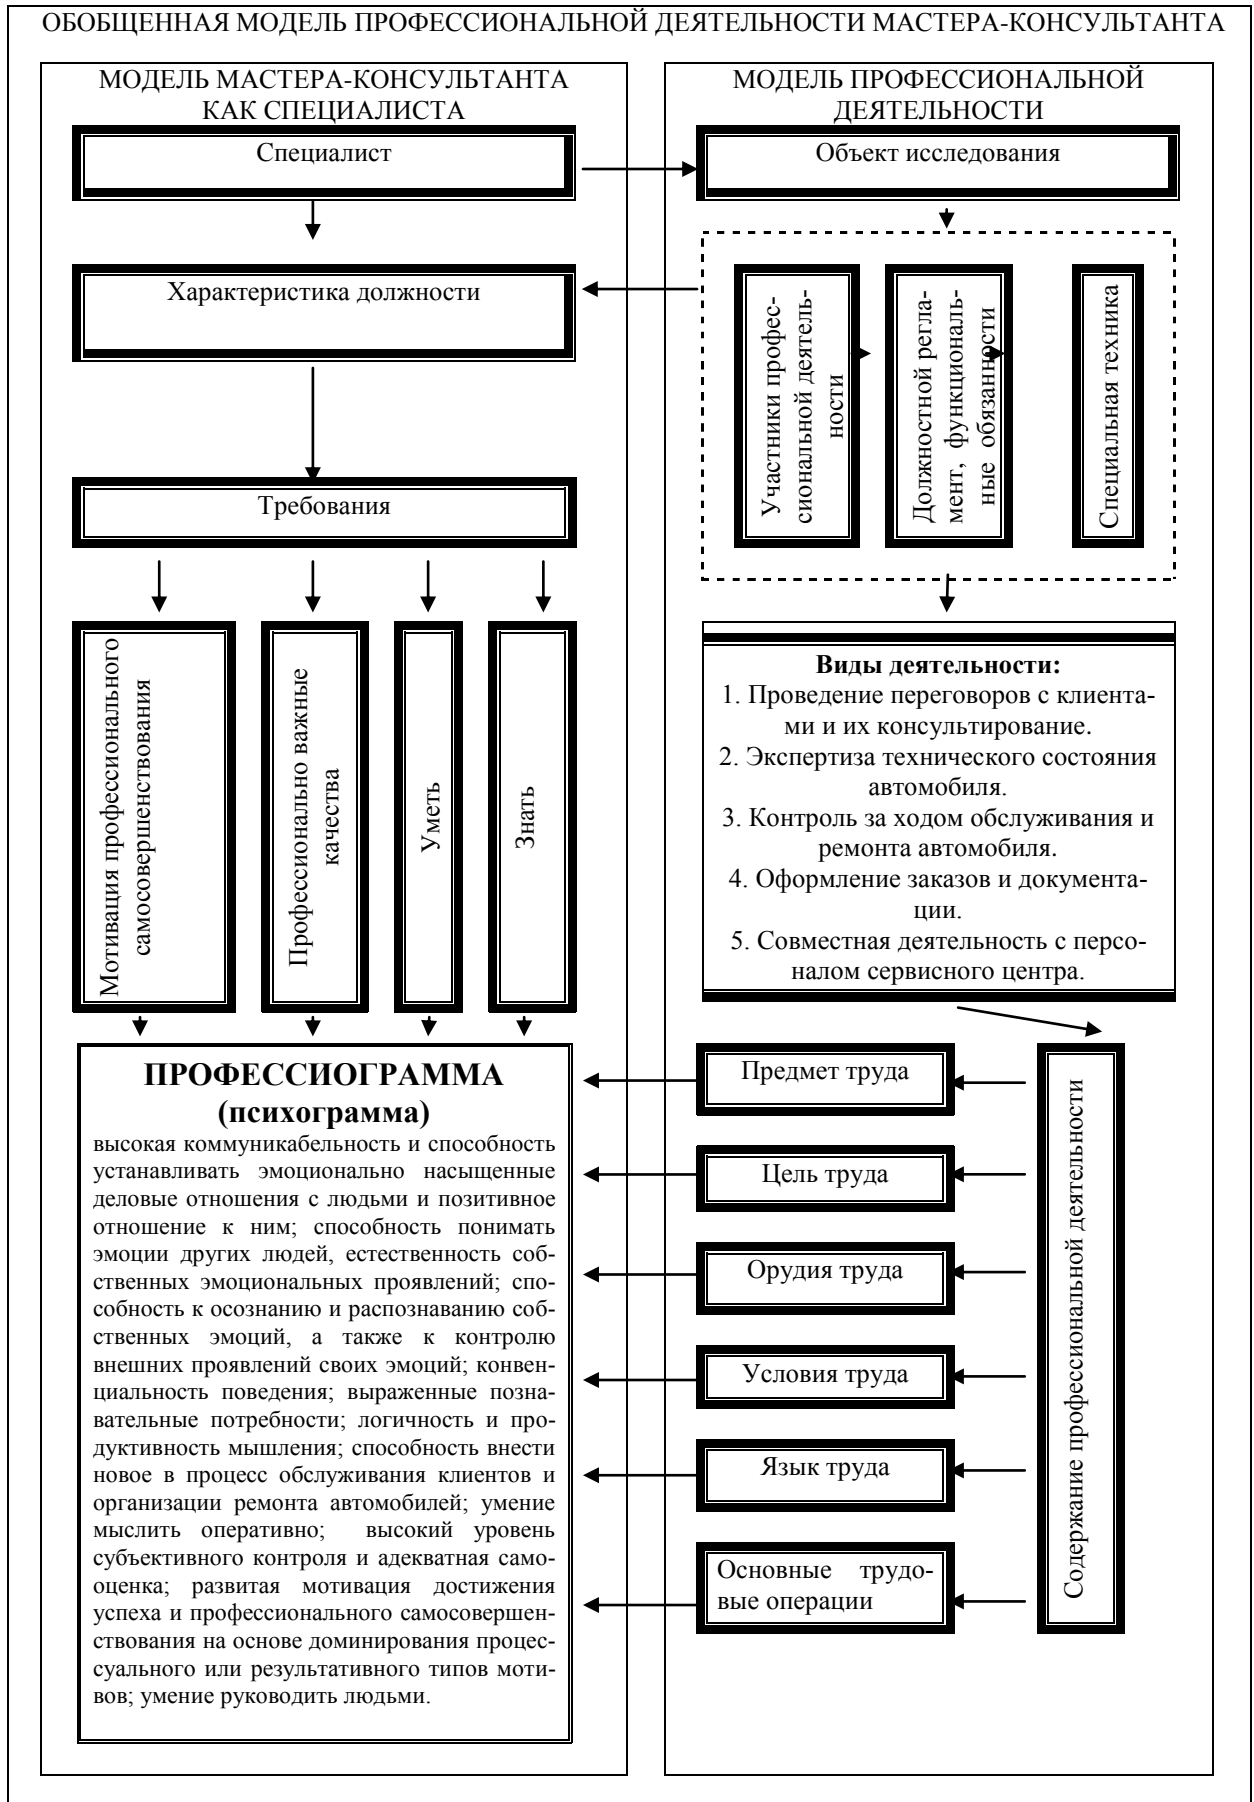 ОБОБЩЕННАЯ МОДЕЛЬ ПРОФЕССИОНАЛЬНОЙ ДЕЯТЕЛЬНОСТИ МАСТЕРА-КОНСУЛЬТАНТА
МОДЕЛЬ МАСТЕРА-КОНСУЛЬТАНТА
КАК СПЕЦИАЛИСТА
Специалист
Характеристика должности
Требования
Мотивация профессионального
самосовершенствования
Профессионально важные
качества
Уметь
Знать
ПРОФЕССИОГРАММА
(психограмма)
высокая коммуникабельность и способность
устанавливать эмоционально насыщенные
деловые отношения с людьми и позитивное
отношение к ним; способность понимать
эмоции других людей, естественность соб-
ственных эмоциональных проявлений; спо-
собность к осознанию и распознаванию соб-
ственных эмоций, а также к контролю
внешних проявлений своих эмоций; конвен-
циальность поведения; выраженные позна-
вательные потребности; логичность и про-
дуктивность мышления; способность внести
новое в процесс обслуживания клиентов и
организации ремонта автомобилей; умение
мыслить оперативно; высокий уровень
субъективного контроля и адекватная само-
оценка; развитая мотивация достижения
успеха и профессионального самосовершен-
ствования на основе доминирования процес-
суального или результативного типов моти-
вов; умение руководить людьми.
МОДЕЛЬ ПРОФЕССИОНАЛЬНОЙ
ДЕЯТЕЛЬНОСТИ
Объект исследования
Участники профес-
сиональной деятель-
ности
Должностной регла-
мент, функциональ-
ные обязанности
Специальная техника
Виды деятельности:
1. Проведение переговоров с клиента-
ми и их консультирование.
2. Экспертиза технического состояния
автомобиля.
3. Контроль за ходом обслуживания и
ремонта автомобиля.
4. Оформление заказов и документа-
ции.
5. Совместная деятельность с персо-
налом сервисного центра.
Предмет труда
Цель труда
Орудия труда
Условия труда
Язык труда
Основные трудо-
вые операции
Содержание профессиональной деятельности